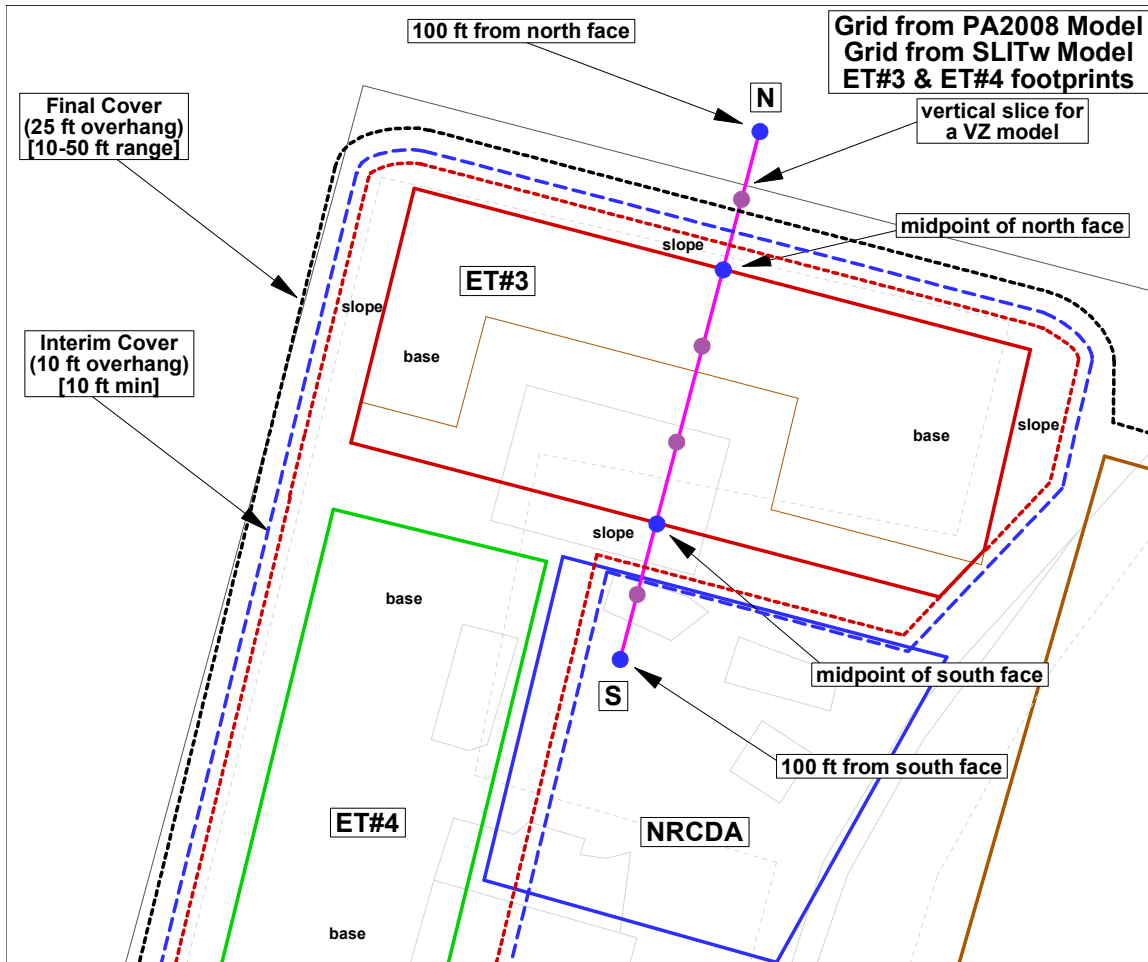 Grid from PA2008 Model
Grid from SLITw Model
ET#3 & ET#4 footprints
100 ft from north face
N
vertical slice for
a VZ model
Final Cover
(25 ft overhang)
[10-50 ft range]
midpoint of north face
slope
ET#3
slope
base
Interim Cover
(10 ft overhang)
[10 ft min]
slope
base
slope
base
midpoint of south face
S
100 ft from south face
ET#4
NRCDA
base